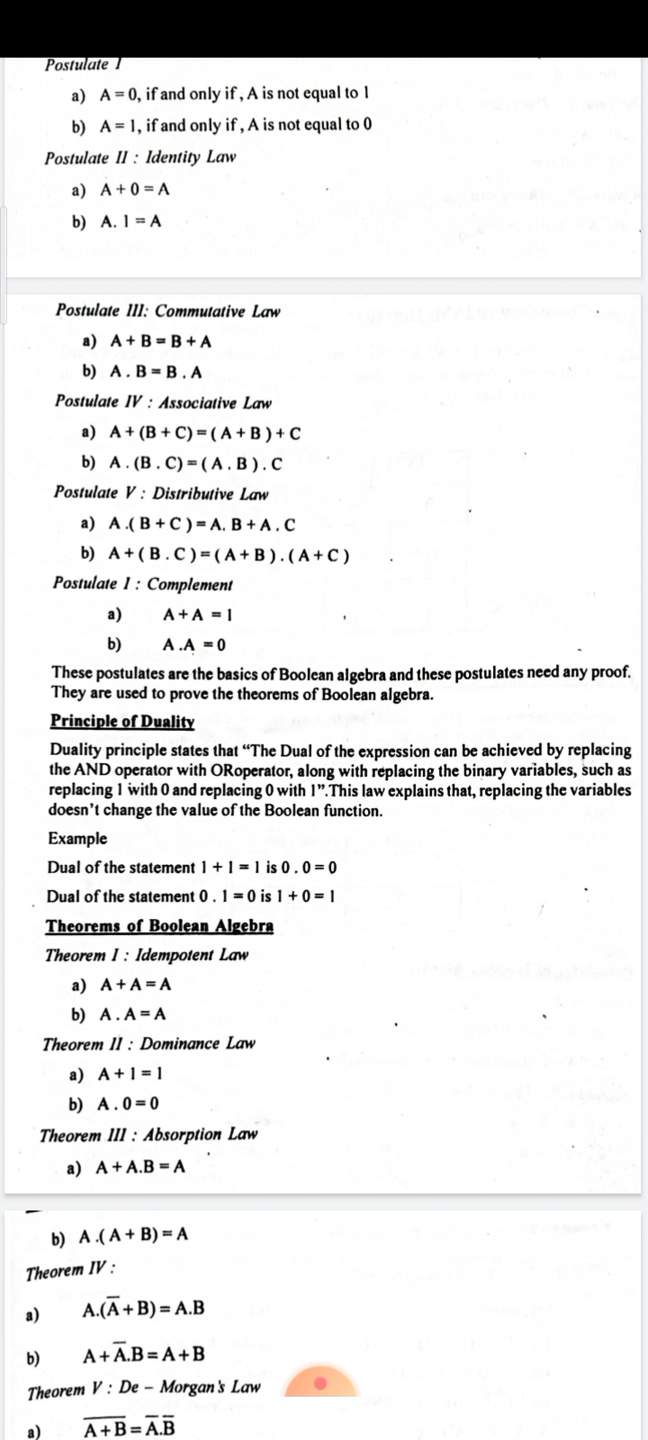 Postulate I
a) A = 0, if and only if , A is not equal to 1
b) A = 1, if and only if , A is not equal to 0
Postulate II : Identity Law
a) A + 0 = A
b) A. 1 = A
Postulate III: Commutative Law
a) A + B = B + A
b) A . B = B . A
Postulate IV : Associative Law
a) A + (B + C) = ( A + B ) + C
b) A . (B . C) = ( A . B ) . C
Postulate V : Distributive Law
a) A .( B + C ) = A. B + A . C
b) A + ( B . C ) = ( A + B ) . ( A + C )
Postulate I : Complement
a) A + A = 1
b) A .A = 0
These postulates are the basics of Boolean algebra and these postulates need any proof.
They are used to prove the theorems of Boolean algebra.
Principle of Duality
Duality principle states that “The Dual of the expression can be achieved by replacing
the AND operator with ORoperator, along with replacing the binary variables, such as
replacing 1 with 0 and replacing 0 with 1”.This law explains that, replacing the variables
doesn’t change the value of the Boolean function.
Example
Dual of the statement 1 + 1 = 1 is 0 . 0 = 0
Dual of the statement 0 . 1 = 0 is 1 + 0 = 1
Theorems of Boolean Algebra
Theorem I : Idempotent Law
a) A + A = A
b) A . A = A
Theorem II : Dominance Law
a) A + 1 = 1
b) A . 0 = 0
Theorem III : Absorption Law
a) A + A.B = A
b) A .( A + B) = A
Theorem IV :
a) A.(A̅ + B) = A.B
b) A + A̅.B = A + B
Theorem V : De – Morgan's Law
a) A̅ ̅+̅ ̅B̅ = A̅.B̅